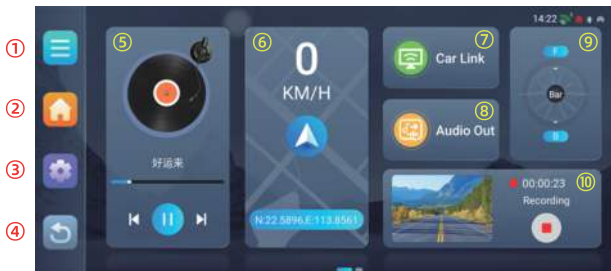 14:22
①
②
③
④
⑤
好运来
⑥
0
KM/H
N:22.5896,E:113.8561
⑦
Car Link
⑧
Audio Out
⑨
F
Bar
B
⑩
00:00:23
Recording